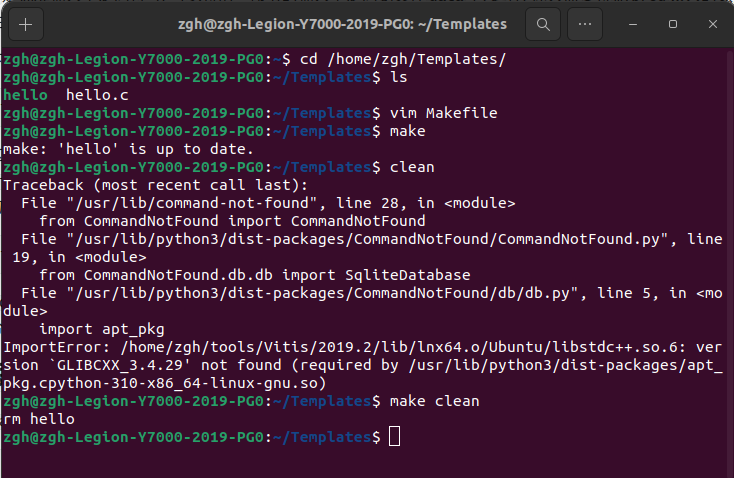 zgh@zgh-Legion-Y7000-2019-PG0: ~/Templates
zgh@zgh-Legion-Y7000-2019-PG0:~$ cd /home/zgh/Templates/
zgh@zgh-Legion-Y7000-2019-PG0:~/Templates$ ls
hello  hello.c
zgh@zgh-Legion-Y7000-2019-PG0:~/Templates$ vim Makefile
zgh@zgh-Legion-Y7000-2019-PG0:~/Templates$ make
make: 'hello' is up to date.
zgh@zgh-Legion-Y7000-2019-PG0:~/Templates$ clean
Traceback (most recent call last):
  File "/usr/lib/command-not-found", line 28, in <module>
    from CommandNotFound import CommandNotFound
  File "/usr/lib/python3/dist-packages/CommandNotFound/CommandNotFound.py", line
 19, in <module>
    from CommandNotFound.db.db import SqliteDatabase
  File "/usr/lib/python3/dist-packages/CommandNotFound/db/db.py", line 5, in <mo
dule>
    import apt_pkg
ImportError: /home/zgh/tools/Vitis/2019.2/lib/lnx64.o/Ubuntu/libstdc++.so.6: ver
sion `GLIBCXX_3.4.29' not found (required by /usr/lib/python3/dist-packages/apt_
pkg.cpython-310-x86_64-linux-gnu.so)
zgh@zgh-Legion-Y7000-2019-PG0:~/Templates$ make clean
rm hello
zgh@zgh-Legion-Y7000-2019-PG0:~/Templates$